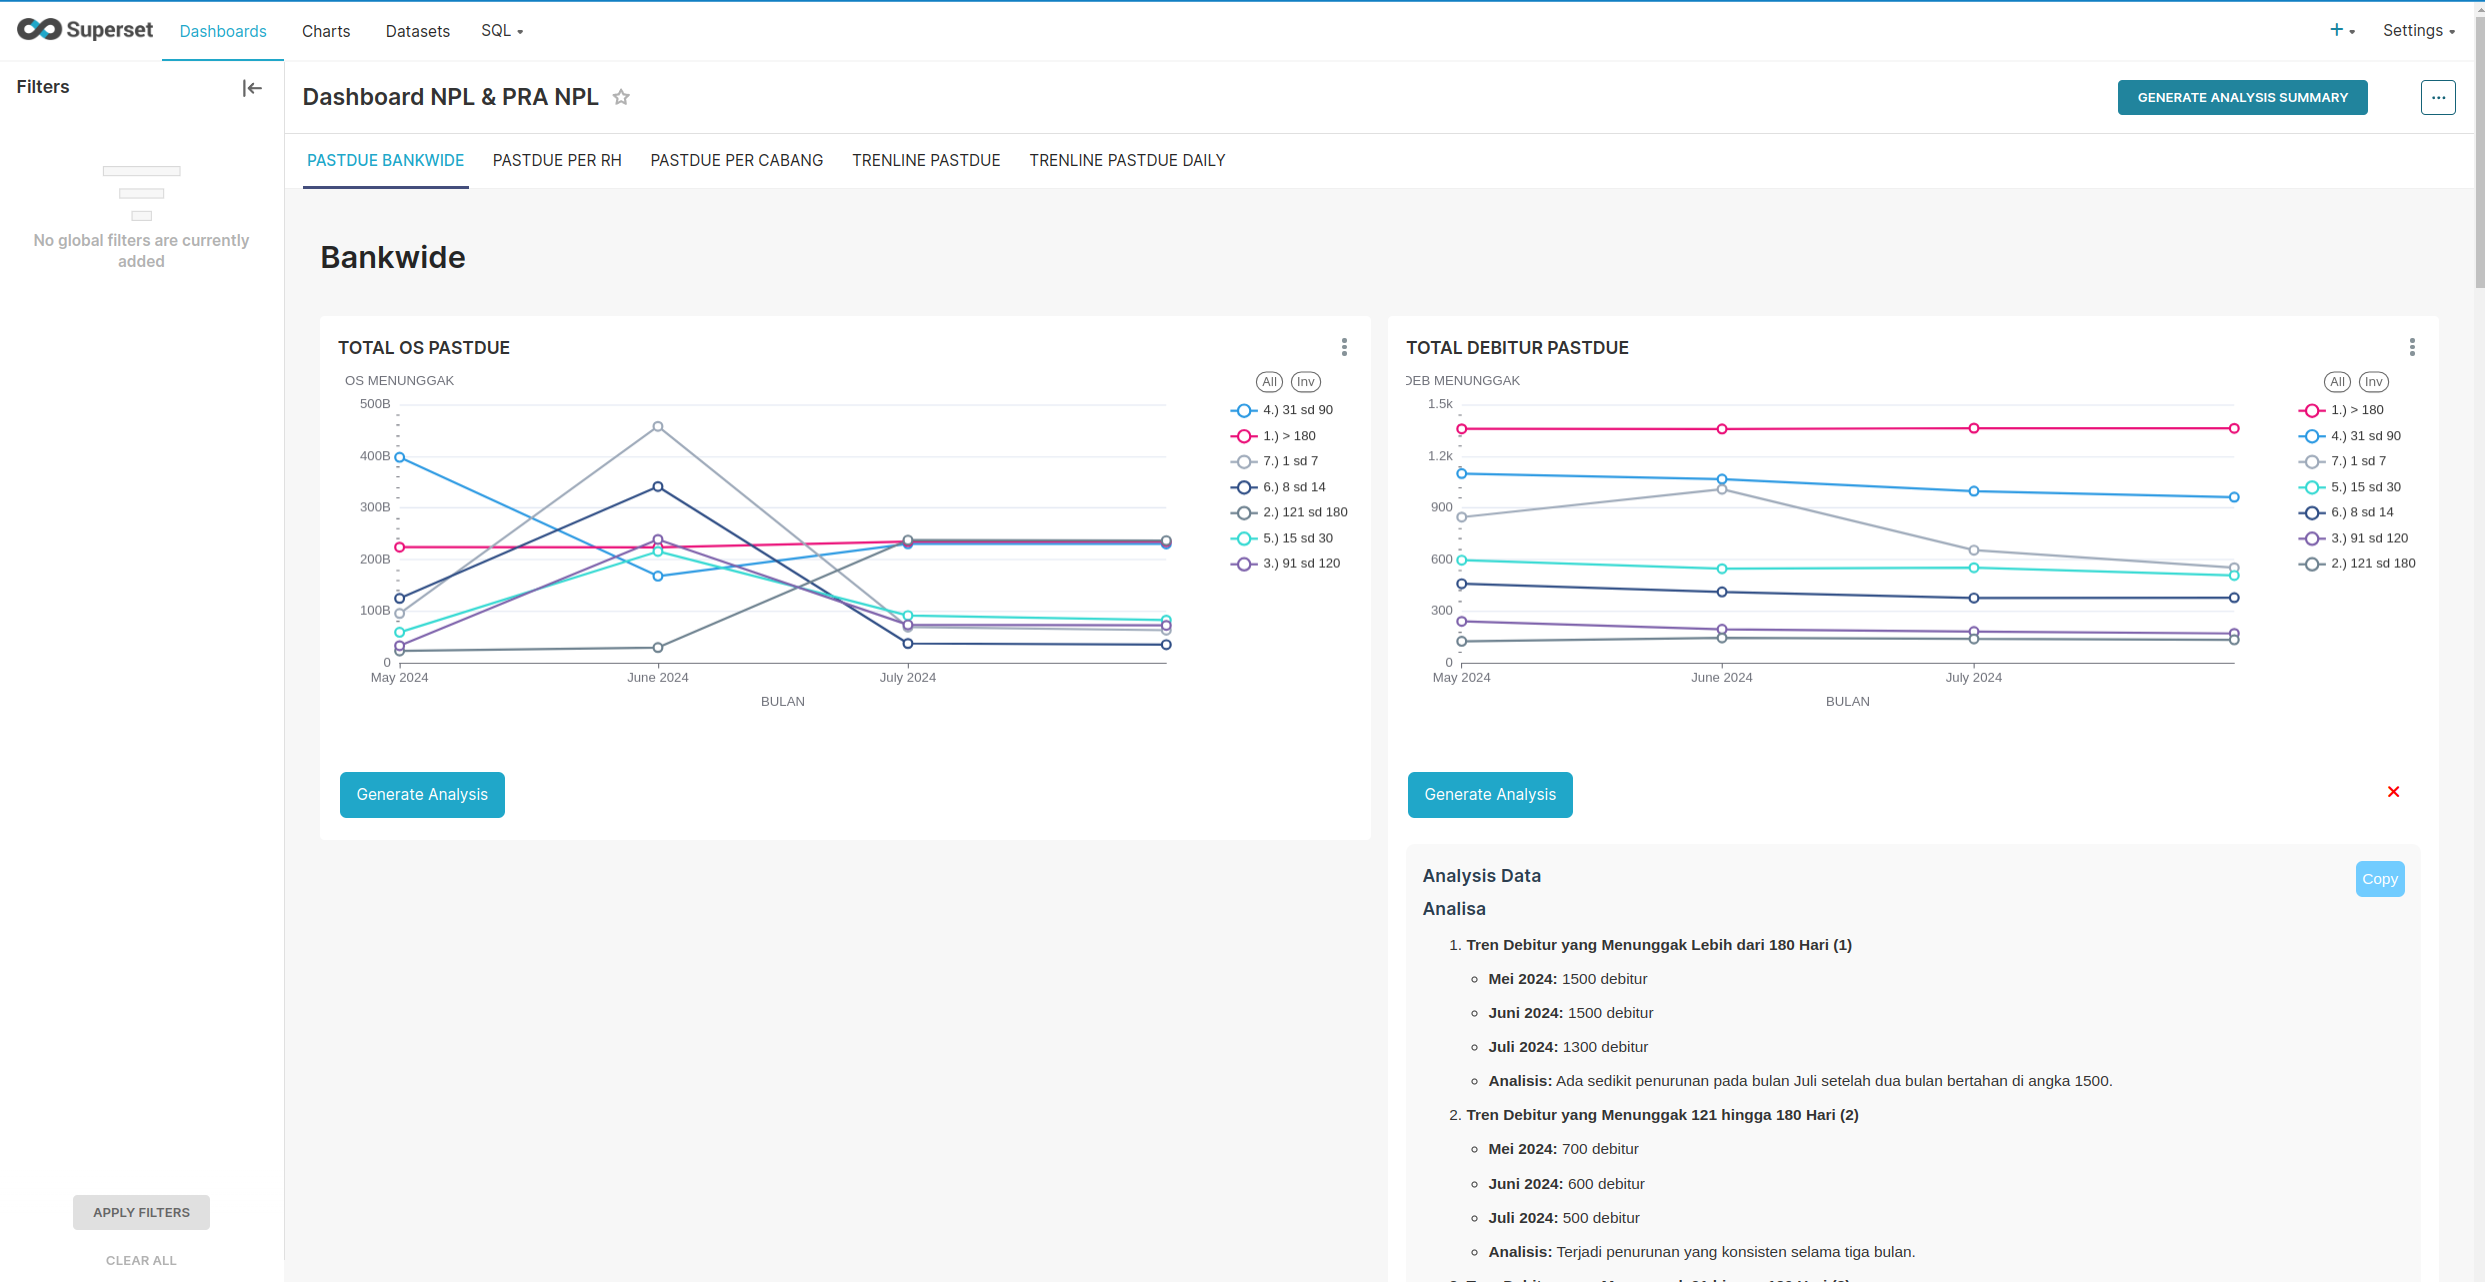 Superset
Dashboards
Charts
Datasets
SQL
+
Settings
Filters
No global filters are currently
added
APPLY FILTERS
CLEAR ALL
Dashboard NPL & PRA NPL
GENERATE ANALYSIS SUMMARY
...
PASTDUE BANKWIDE
PASTDUE PER RH
PASTDUE PER CABANG
TRENLINE PASTDUE
TRENLINE PASTDUE DAILY
Bankwide
TOTAL OS PASTDUE
OS MENUNGGAK
All
Inv
500B
400B
300B
200B
100B
0
May 2024
June 2024
July 2024
BULAN
4.) 31 sd 90
1.) > 180
7.) 1 sd 7
6.) 8 sd 14
2.) 121 sd 180
5.) 15 sd 30
3.) 91 sd 120
Generate Analysis
TOTAL DEBITUR PASTDUE
DEB MENUNGGAK
All
Inv
1.5k
1.2k
900
600
300
0
May 2024
June 2024
July 2024
BULAN
1.) > 180
4.) 31 sd 90
7.) 1 sd 7
5.) 15 sd 30
6.) 8 sd 14
3.) 91 sd 120
2.) 121 sd 180
Generate Analysis
Analysis Data
Copy
Analisa
1. Tren Debitur yang Menunggak Lebih dari 180 Hari (1)
Mei 2024: 1500 debitur
Juni 2024: 1500 debitur
Juli 2024: 1300 debitur
Analisis: Ada sedikit penurunan pada bulan Juli setelah dua bulan bertahan di angka 1500.
2. Tren Debitur yang Menunggak 121 hingga 180 Hari (2)
Mei 2024: 700 debitur
Juni 2024: 600 debitur
Juli 2024: 500 debitur
Analisis: Terjadi penurunan yang konsisten selama tiga bulan.